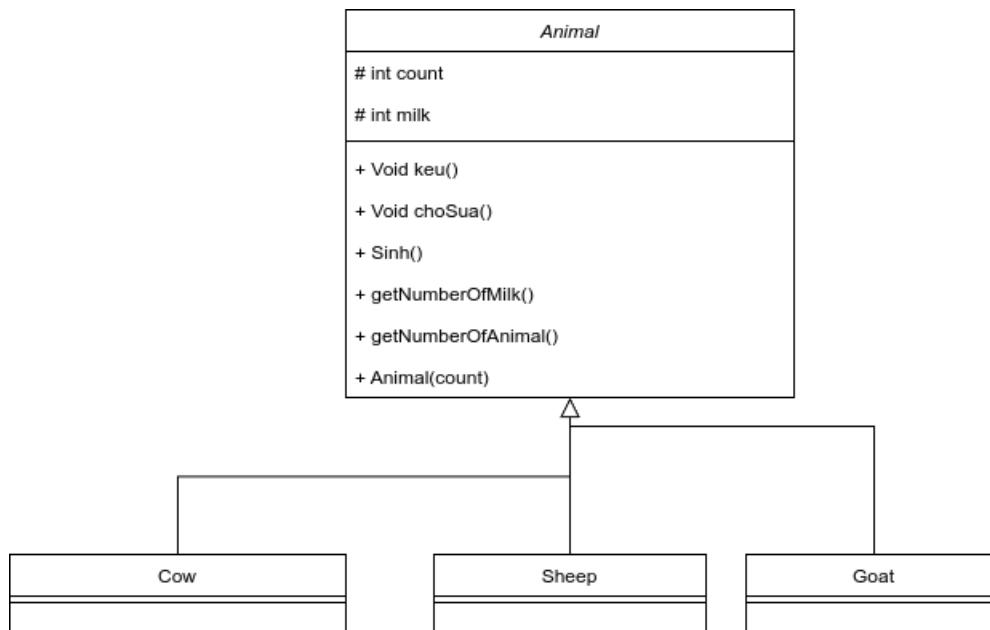 Animal
# int count
# int milk
+ Void keu()
+ Void choSua()
+ Sinh()
+ getNumberOfMilk()
+ getNumberOfAnimal()
+ Animal(count)
Cow
Sheep
Goat